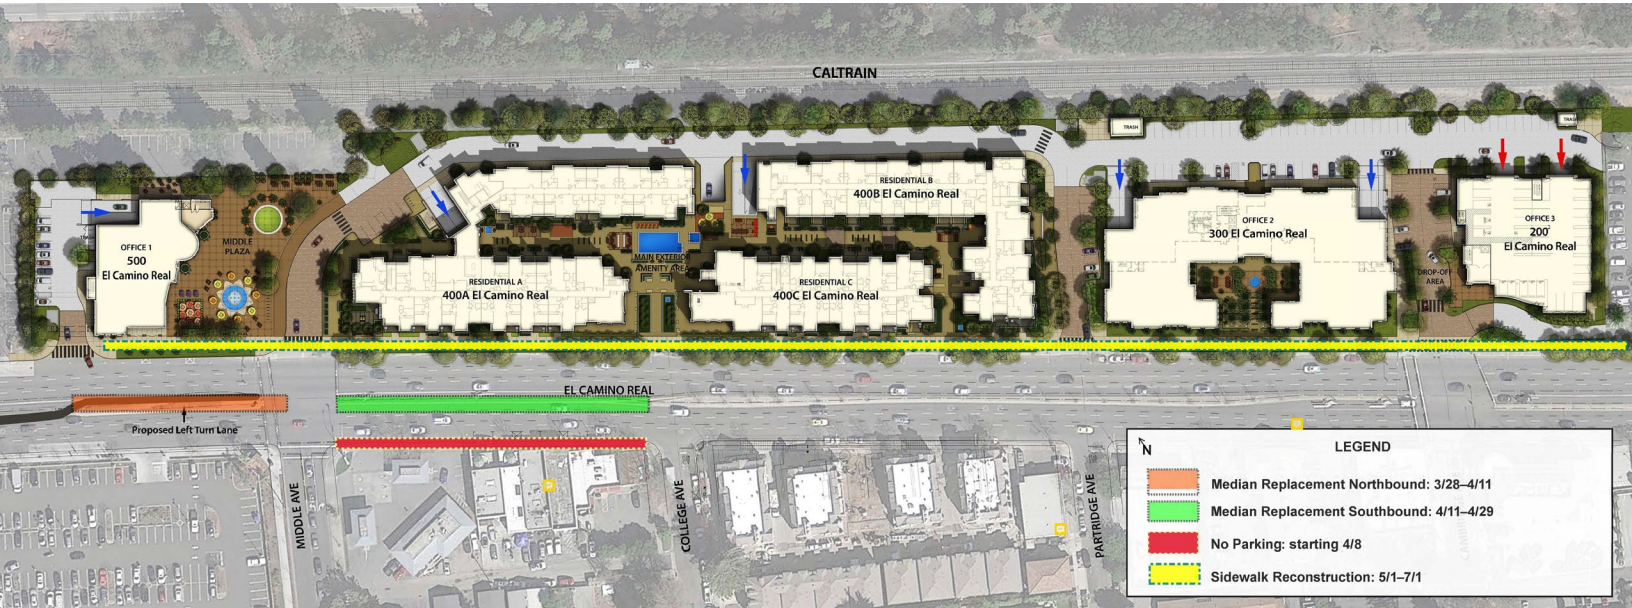 CALTRAIN
TRASH
TRASH
OFFICE 1
500
El Camino Real
MIDDLE
PLAZA
RESIDENTIAL B
400B El Camino Real
MAIN EXTERIOR
AMENITY AREA
RESIDENTIAL A
400A El Camino Real
RESIDENTIAL C
400C El Camino Real
OFFICE 2
300 El Camino Real
DROP-OFF
AREA
OFFICE 3
200
El Camino Real
EL CAMINO REAL
Proposed Left Turn Lane
MIDDLE AVE
COLLEGE AVE
PARTRIDGE AVE
N
LEGEND
Median Replacement Northbound: 3/28–4/11
Median Replacement Southbound: 4/11–4/29
No Parking: starting 4/8
Sidewalk Reconstruction: 5/1–7/1